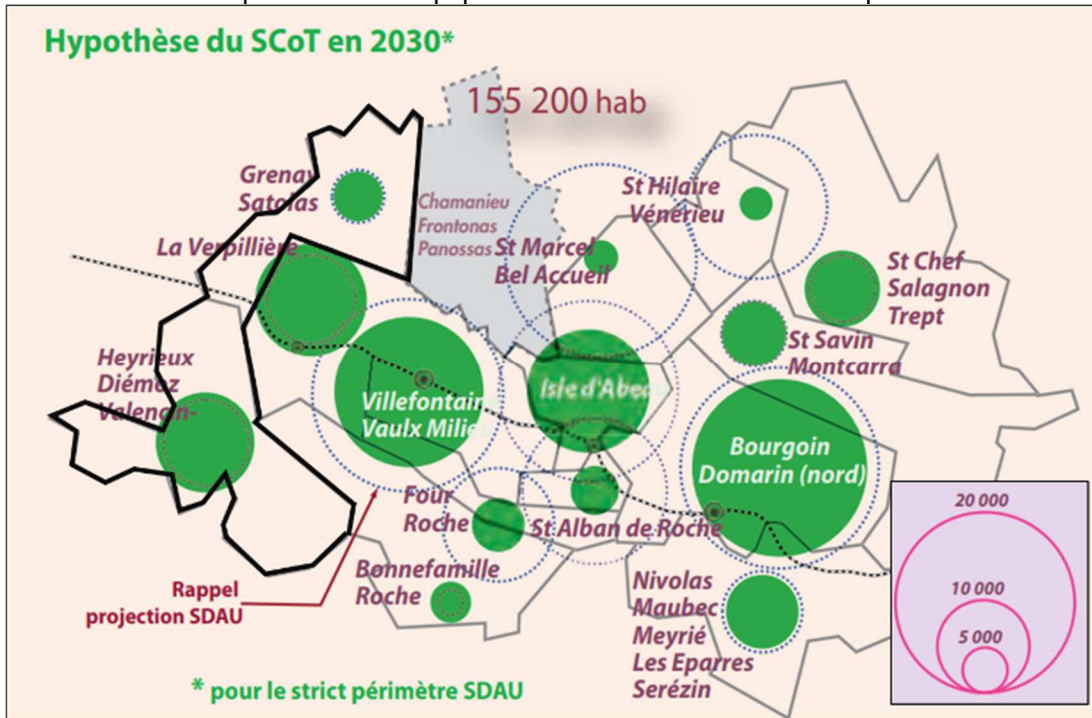 Hypothèse du SCoT en 2030*
155 200 hab
Grenay
Satolas
Chamanieu
Frontonas
Panossas
St Hilaire
Vénérieu
La Verpillière
St Marcel
Bel Accueil
St Chef
Salagnon
Trept
St Savin
Montcarra
Heyrieux
Diémoz
Valencin-
Villefontaine
Vaulx Milieu
Isle d'Abeau
Bourgoin
Domarin (nord)
Four
Roche
St Alban de Roche
Bonnefamille
Roche
Rappel
projection SDAU
Nivolas
Maubec
Meyrié
Les Eparres
Serézin
20 000
10 000
5 000
* pour le strict périmètre SDAU